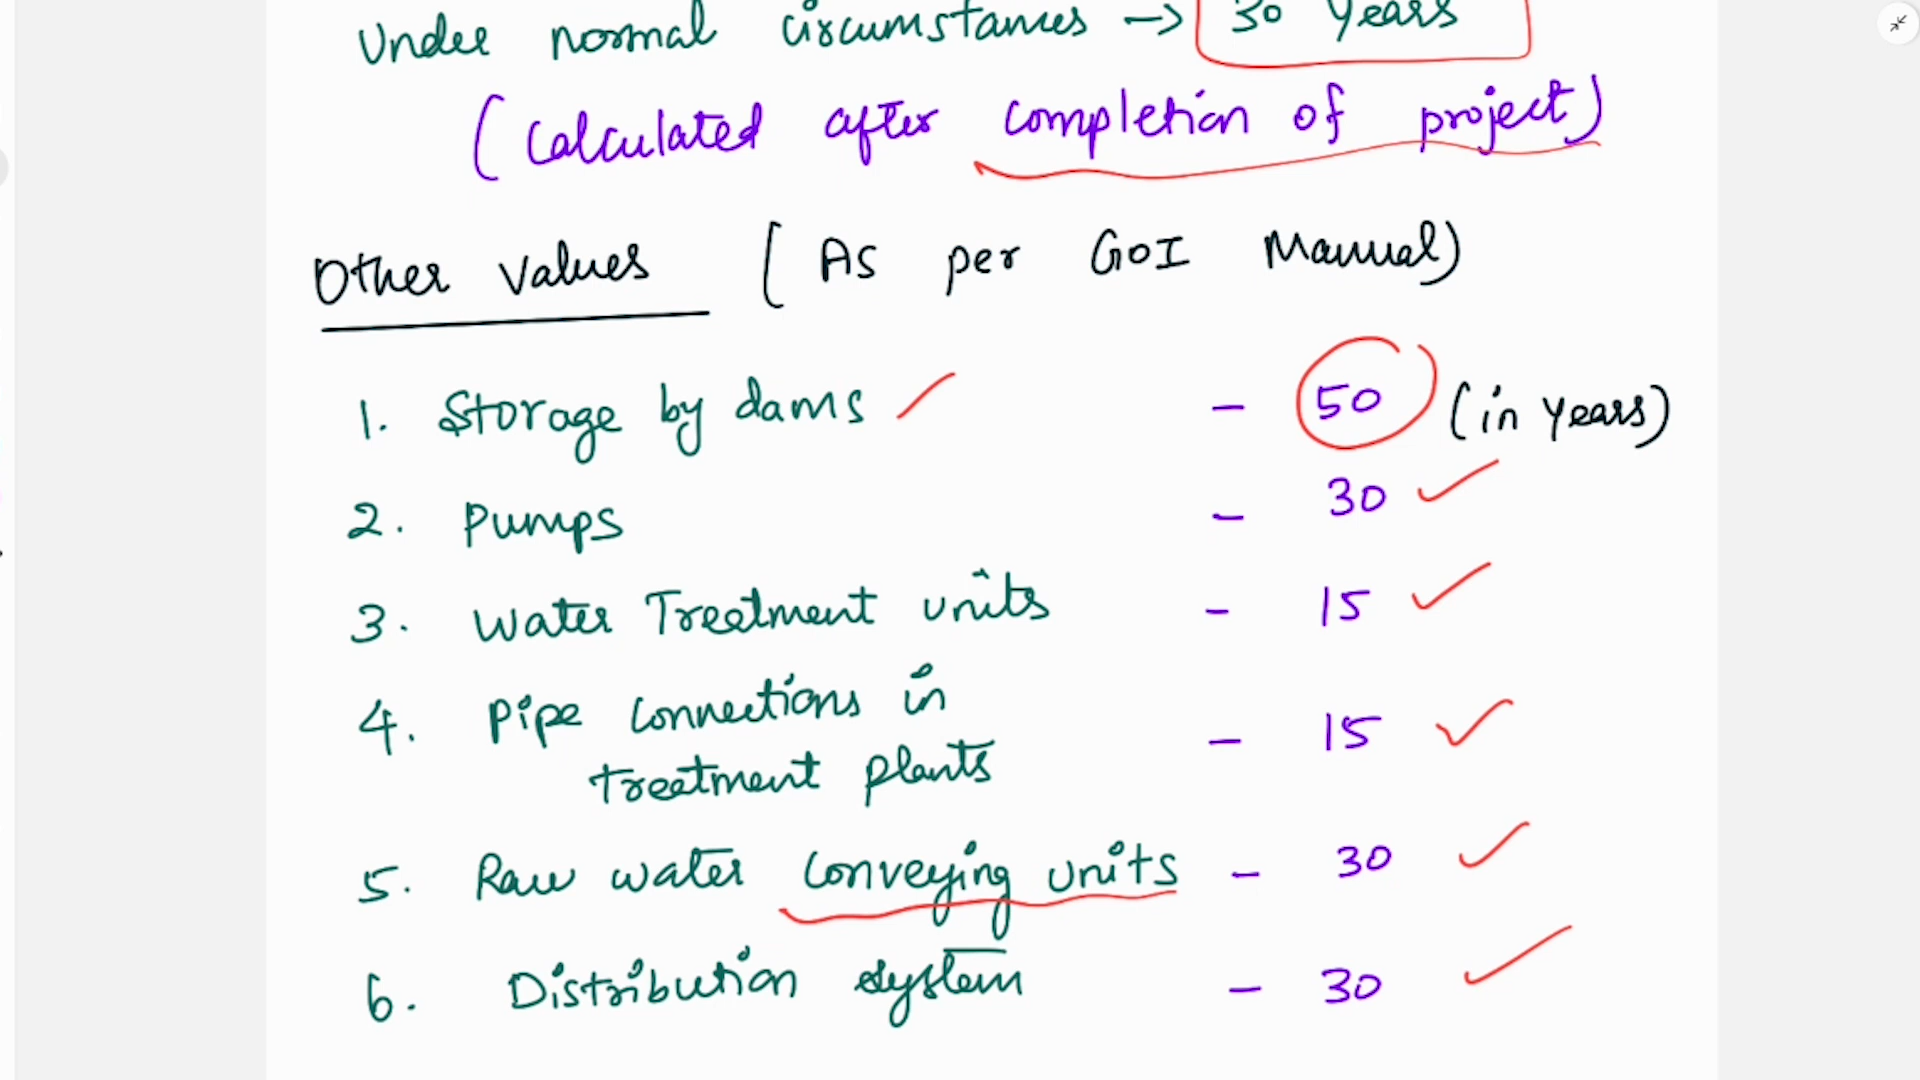 Under normal circumstances → 30 Years
(Calculated after completion of project)
Other Values (As per GoI Manual)
1. Storage by dams - 50 (in years)
2. Pumps - 30
3. Water Treatment units - 15
4. Pipe connections in
treatment plants - 15
5. Raw water conveying units - 30
6. Distribution system - 30